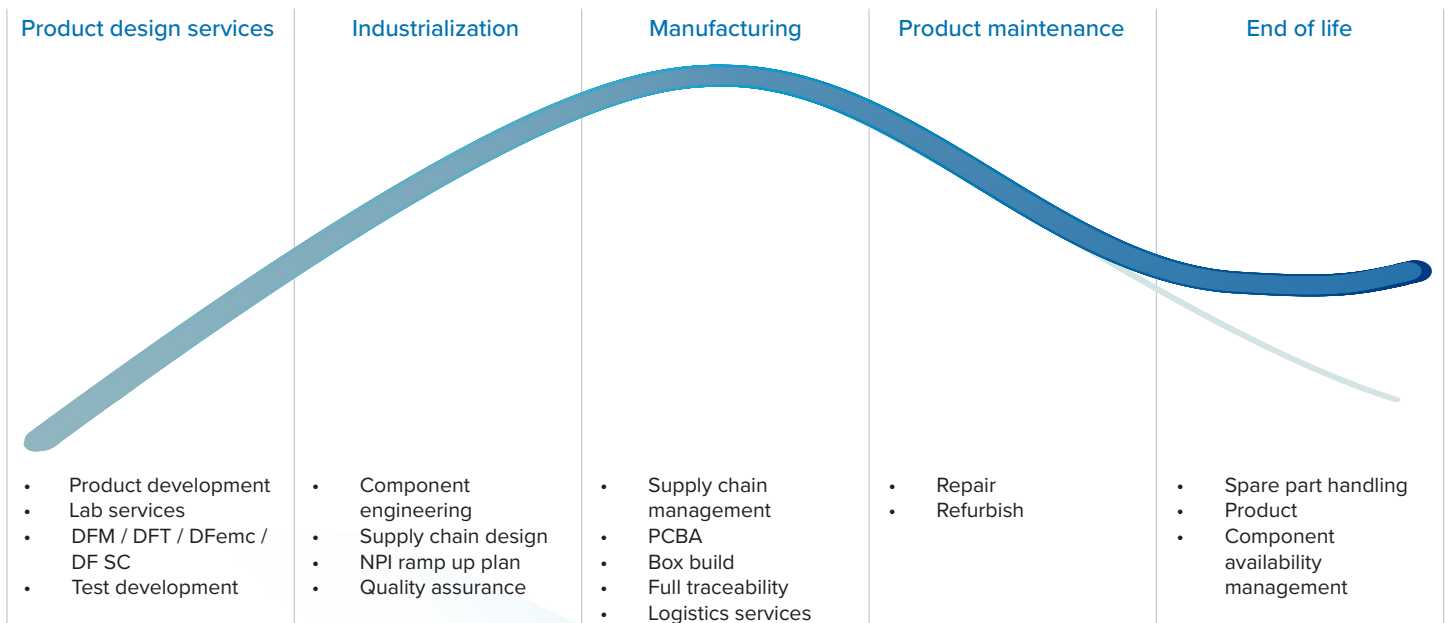 Product design services
Industrialization
Manufacturing
Product maintenance
End of life
• Product development
• Lab services
• DFM / DFT / DFemc /
DF SC
• Test development
• Component
engineering
• Supply chain design
• NPI ramp up plan
• Quality assurance
• Supply chain
management
• PCBA
• Box build
• Full traceability
• Logistics services
• Repair
• Refurbish
• Spare part handling
• Product
• Component
availability
management